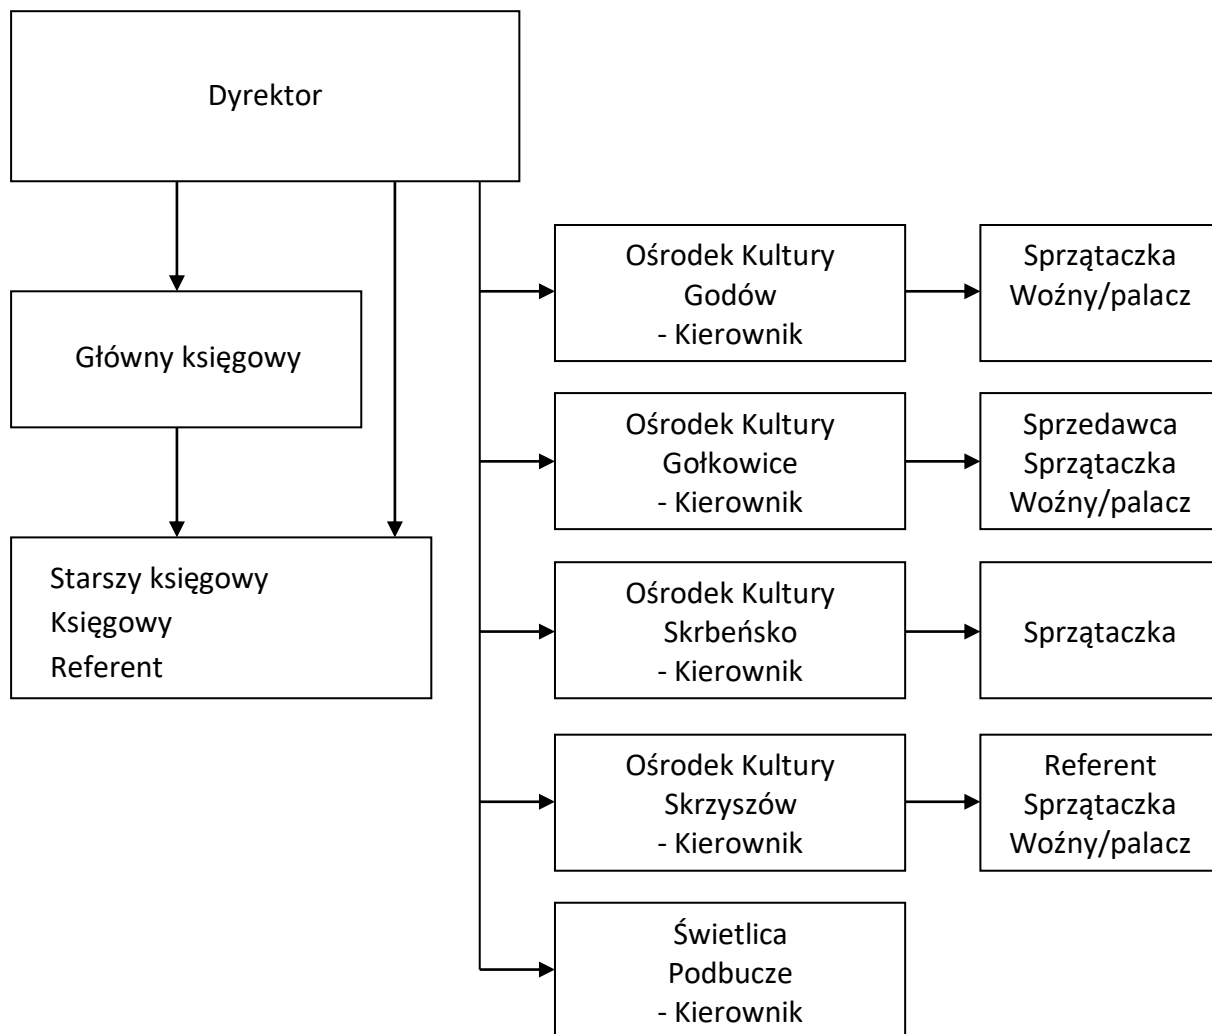 Dyrektor
Główny księgowy
Starszy księgowy
Księgowy
Referent
Ośrodek Kultury
Godów
- Kierownik
Sprzątaczka
Woźny/palacz
Ośrodek Kultury
Gołkowice
- Kierownik
Sprzedawca
Sprzątaczka
Woźny/palacz
Ośrodek Kultury
Skrbeńsko
- Kierownik
Sprzątaczka
Ośrodek Kultury
Skrzyszów
- Kierownik
Referent
Sprzątaczka
Woźny/palacz
Świetlica
Podbucze
- Kierownik